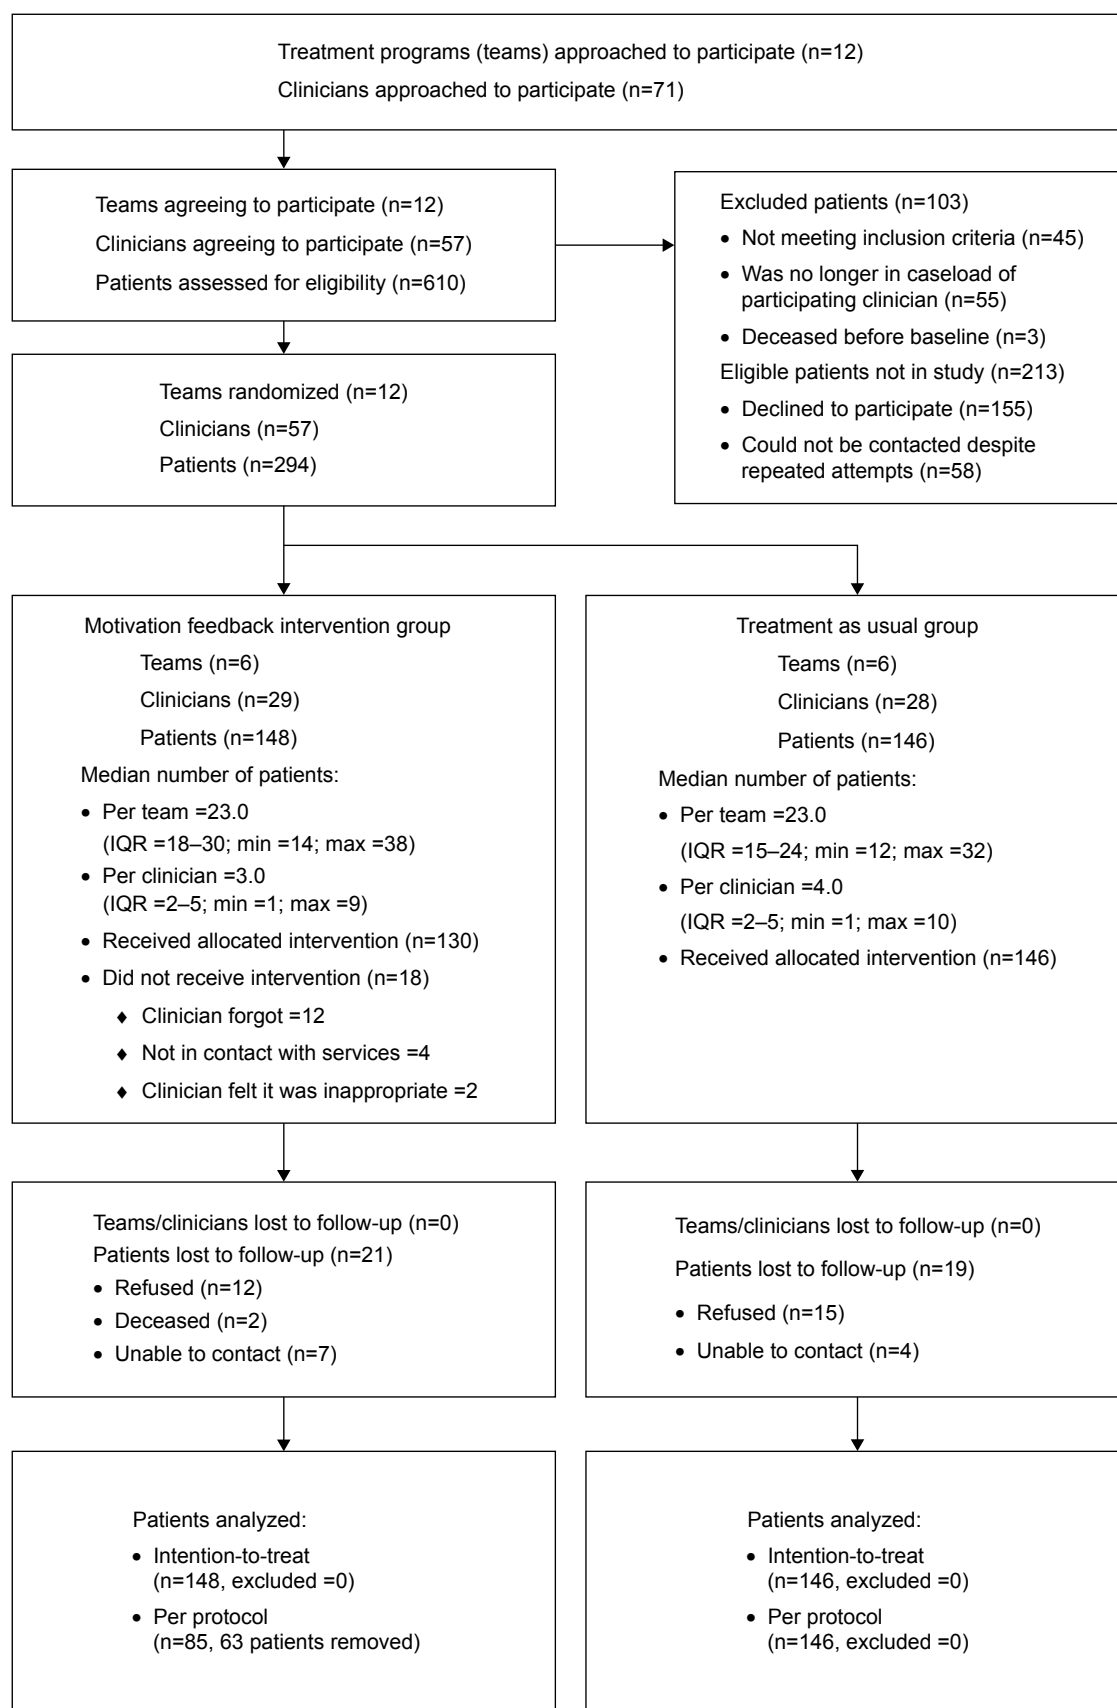 Treatment programs (teams) approached to participate (n=12)
Clinicians approached to participate (n=71)
Teams agreeing to participate (n=12)
Clinicians agreeing to participate (n=57)
Patients assessed for eligibility (n=610)
Excluded patients (n=103)
• Not meeting inclusion criteria (n=45)
• Was no longer in caseload of
participating clinician (n=55)
• Deceased before baseline (n=3)
Eligible patients not in study (n=213)
• Declined to participate (n=155)
• Could not be contacted despite
repeated attempts (n=58)
Teams randomized (n=12)
Clinicians (n=57)
Patients (n=294)
Motivation feedback intervention group
Teams (n=6)
Clinicians (n=29)
Patients (n=148)
Median number of patients:
• Per team =23.0
(IQR =18–30; min =14; max =38)
• Per clinician =3.0
(IQR =2–5; min =1; max =9)
• Received allocated intervention (n=130)
• Did not receive intervention (n=18)
♦ Clinician forgot =12
♦ Not in contact with services =4
♦ Clinician felt it was inappropriate =2
Treatment as usual group
Teams (n=6)
Clinicians (n=28)
Patients (n=146)
Median number of patients:
• Per team =23.0
(IQR =15–24; min =12; max =32)
• Per clinician =4.0
(IQR =2–5; min =1; max =10)
• Received allocated intervention (n=146)
Teams/clinicians lost to follow-up (n=0)
Patients lost to follow-up (n=21)
• Refused (n=12)
• Deceased (n=2)
• Unable to contact (n=7)
Teams/clinicians lost to follow-up (n=0)
Patients lost to follow-up (n=19)
• Refused (n=15)
• Unable to contact (n=4)
Patients analyzed:
• Intention-to-treat
(n=148, excluded =0)
• Per protocol
(n=85, 63 patients removed)
Patients analyzed:
• Intention-to-treat
(n=146, excluded =0)
• Per protocol
(n=146, excluded =0)